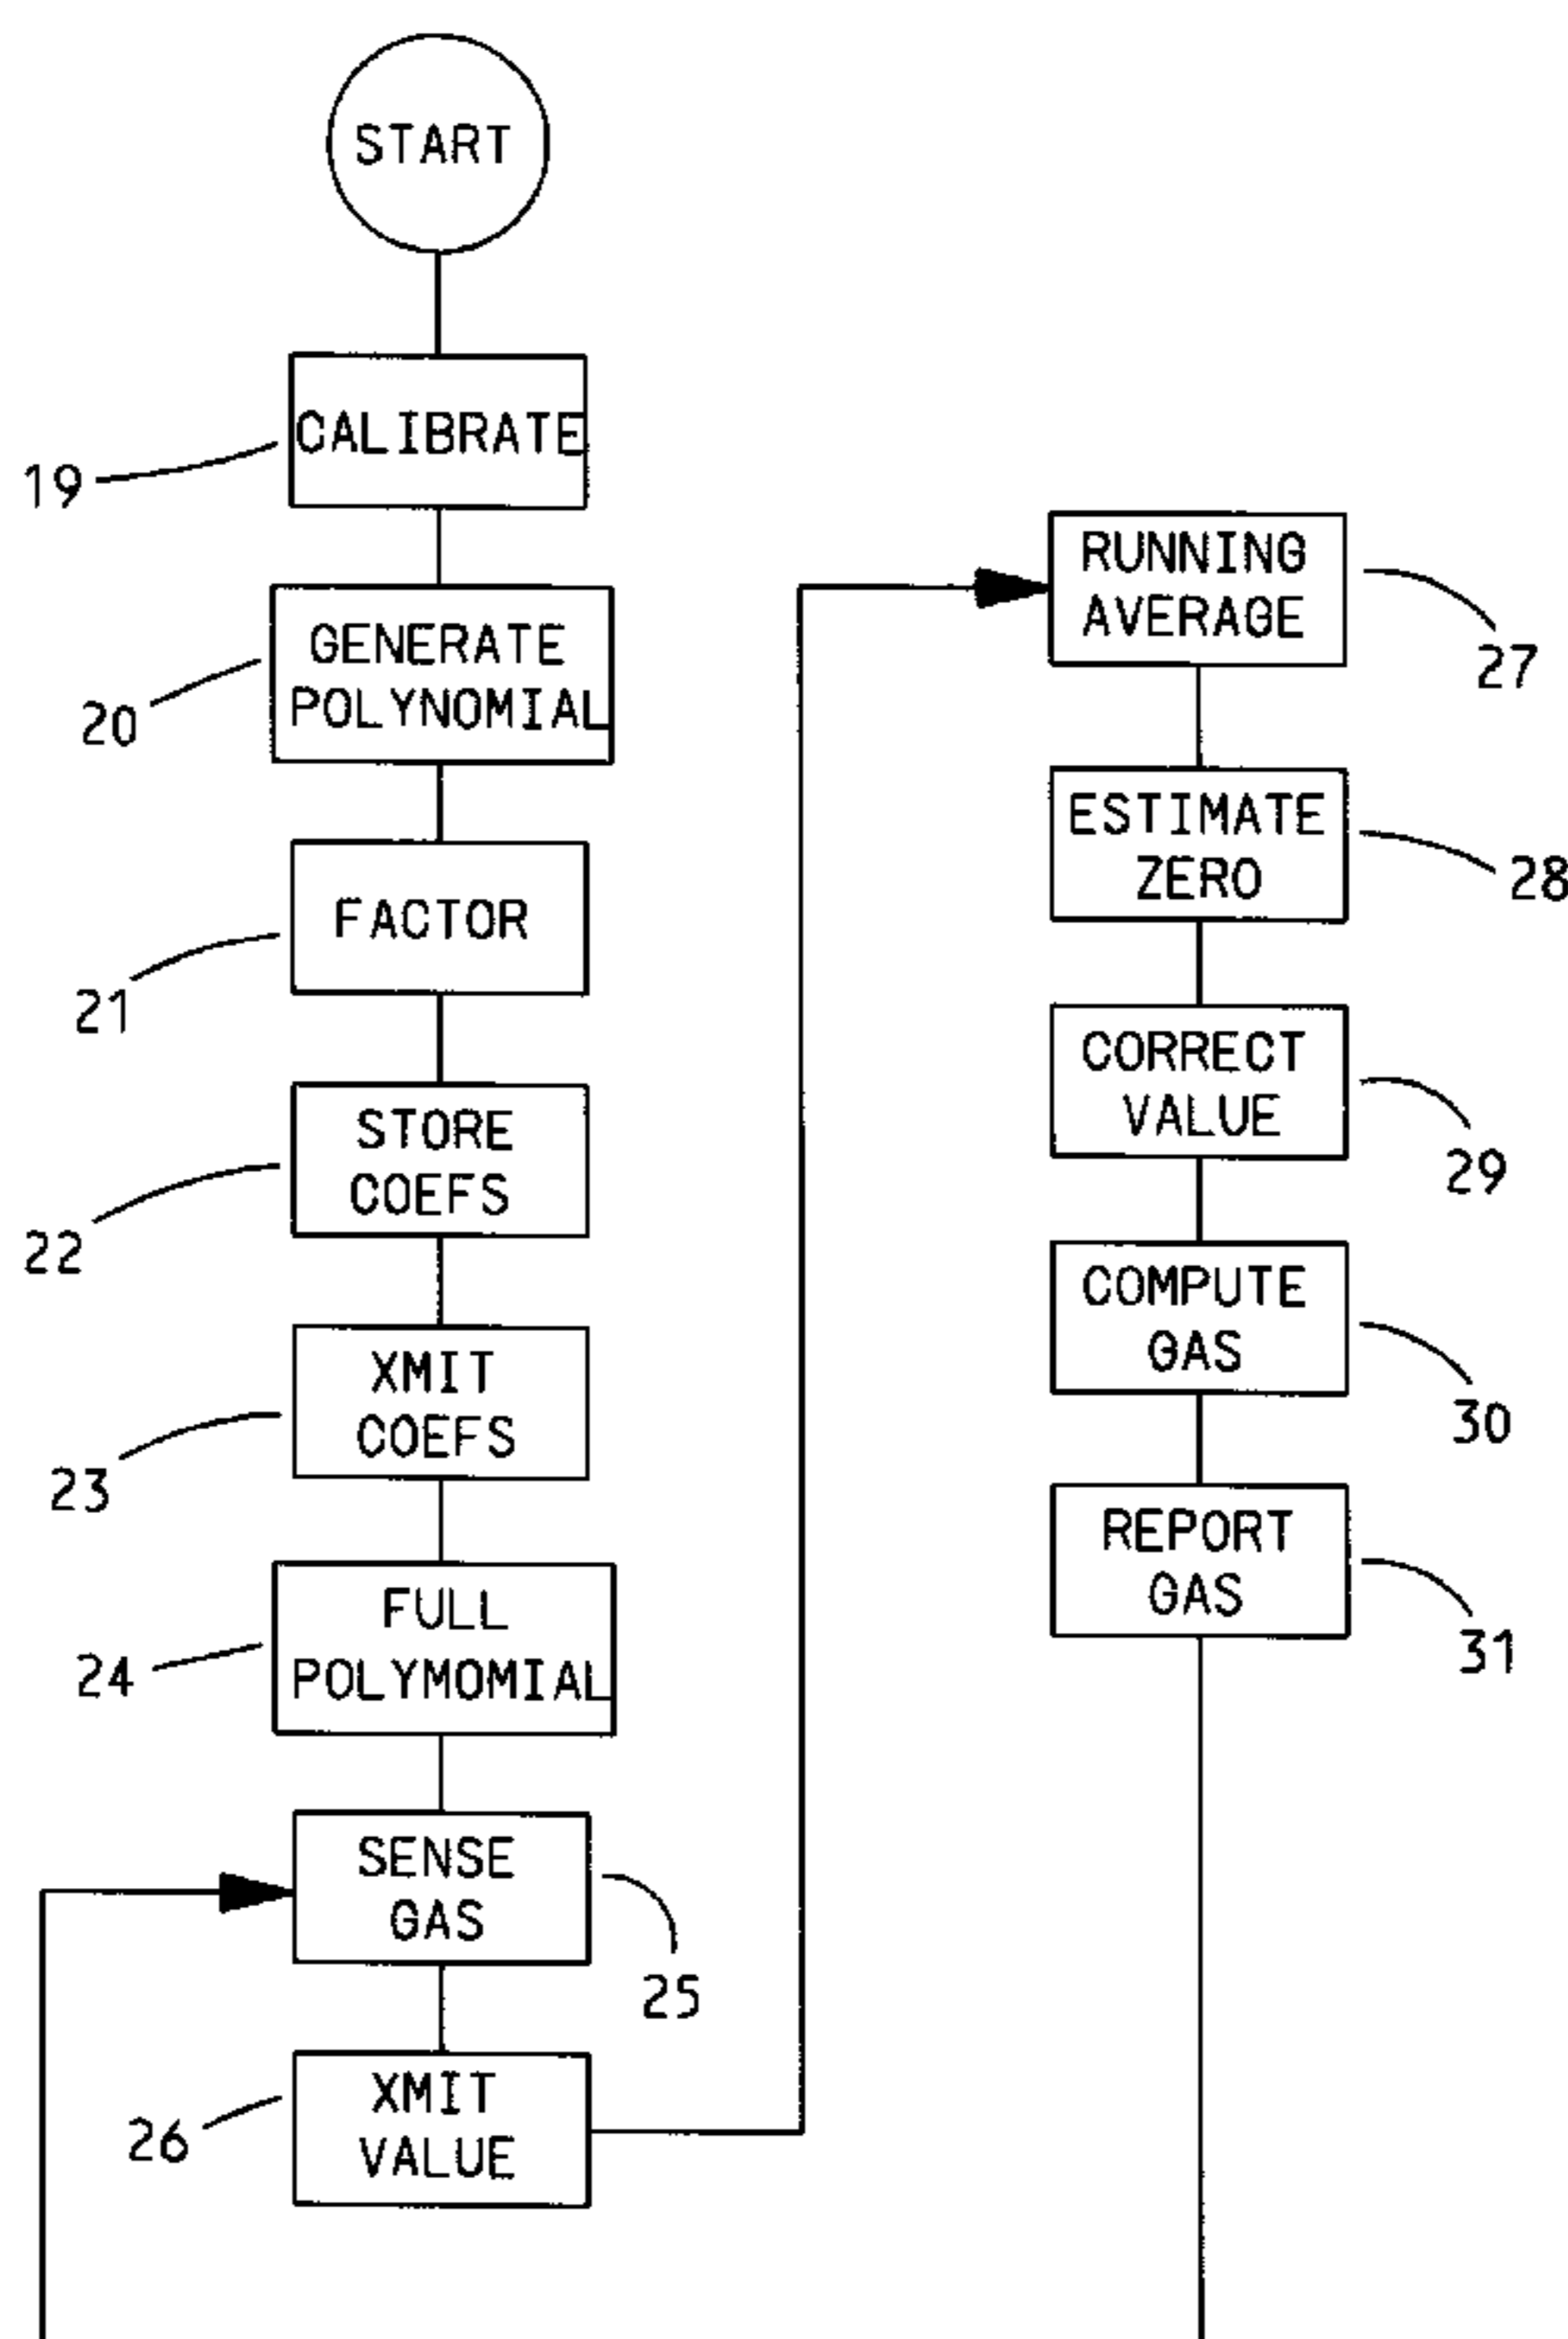 START
CALIBRATE
19
GENERATE
POLYNOMIAL
20
FACTOR
21
STORE
COEFS
22
XMIT
COEFS
23
FULL
POLYMOMIAL
24
SENSE
GAS
25
XMIT
VALUE
26
RUNNING
AVERAGE
27
ESTIMATE
ZERO
28
CORRECT
VALUE
29
COMPUTE
GAS
30
REPORT
GAS
31